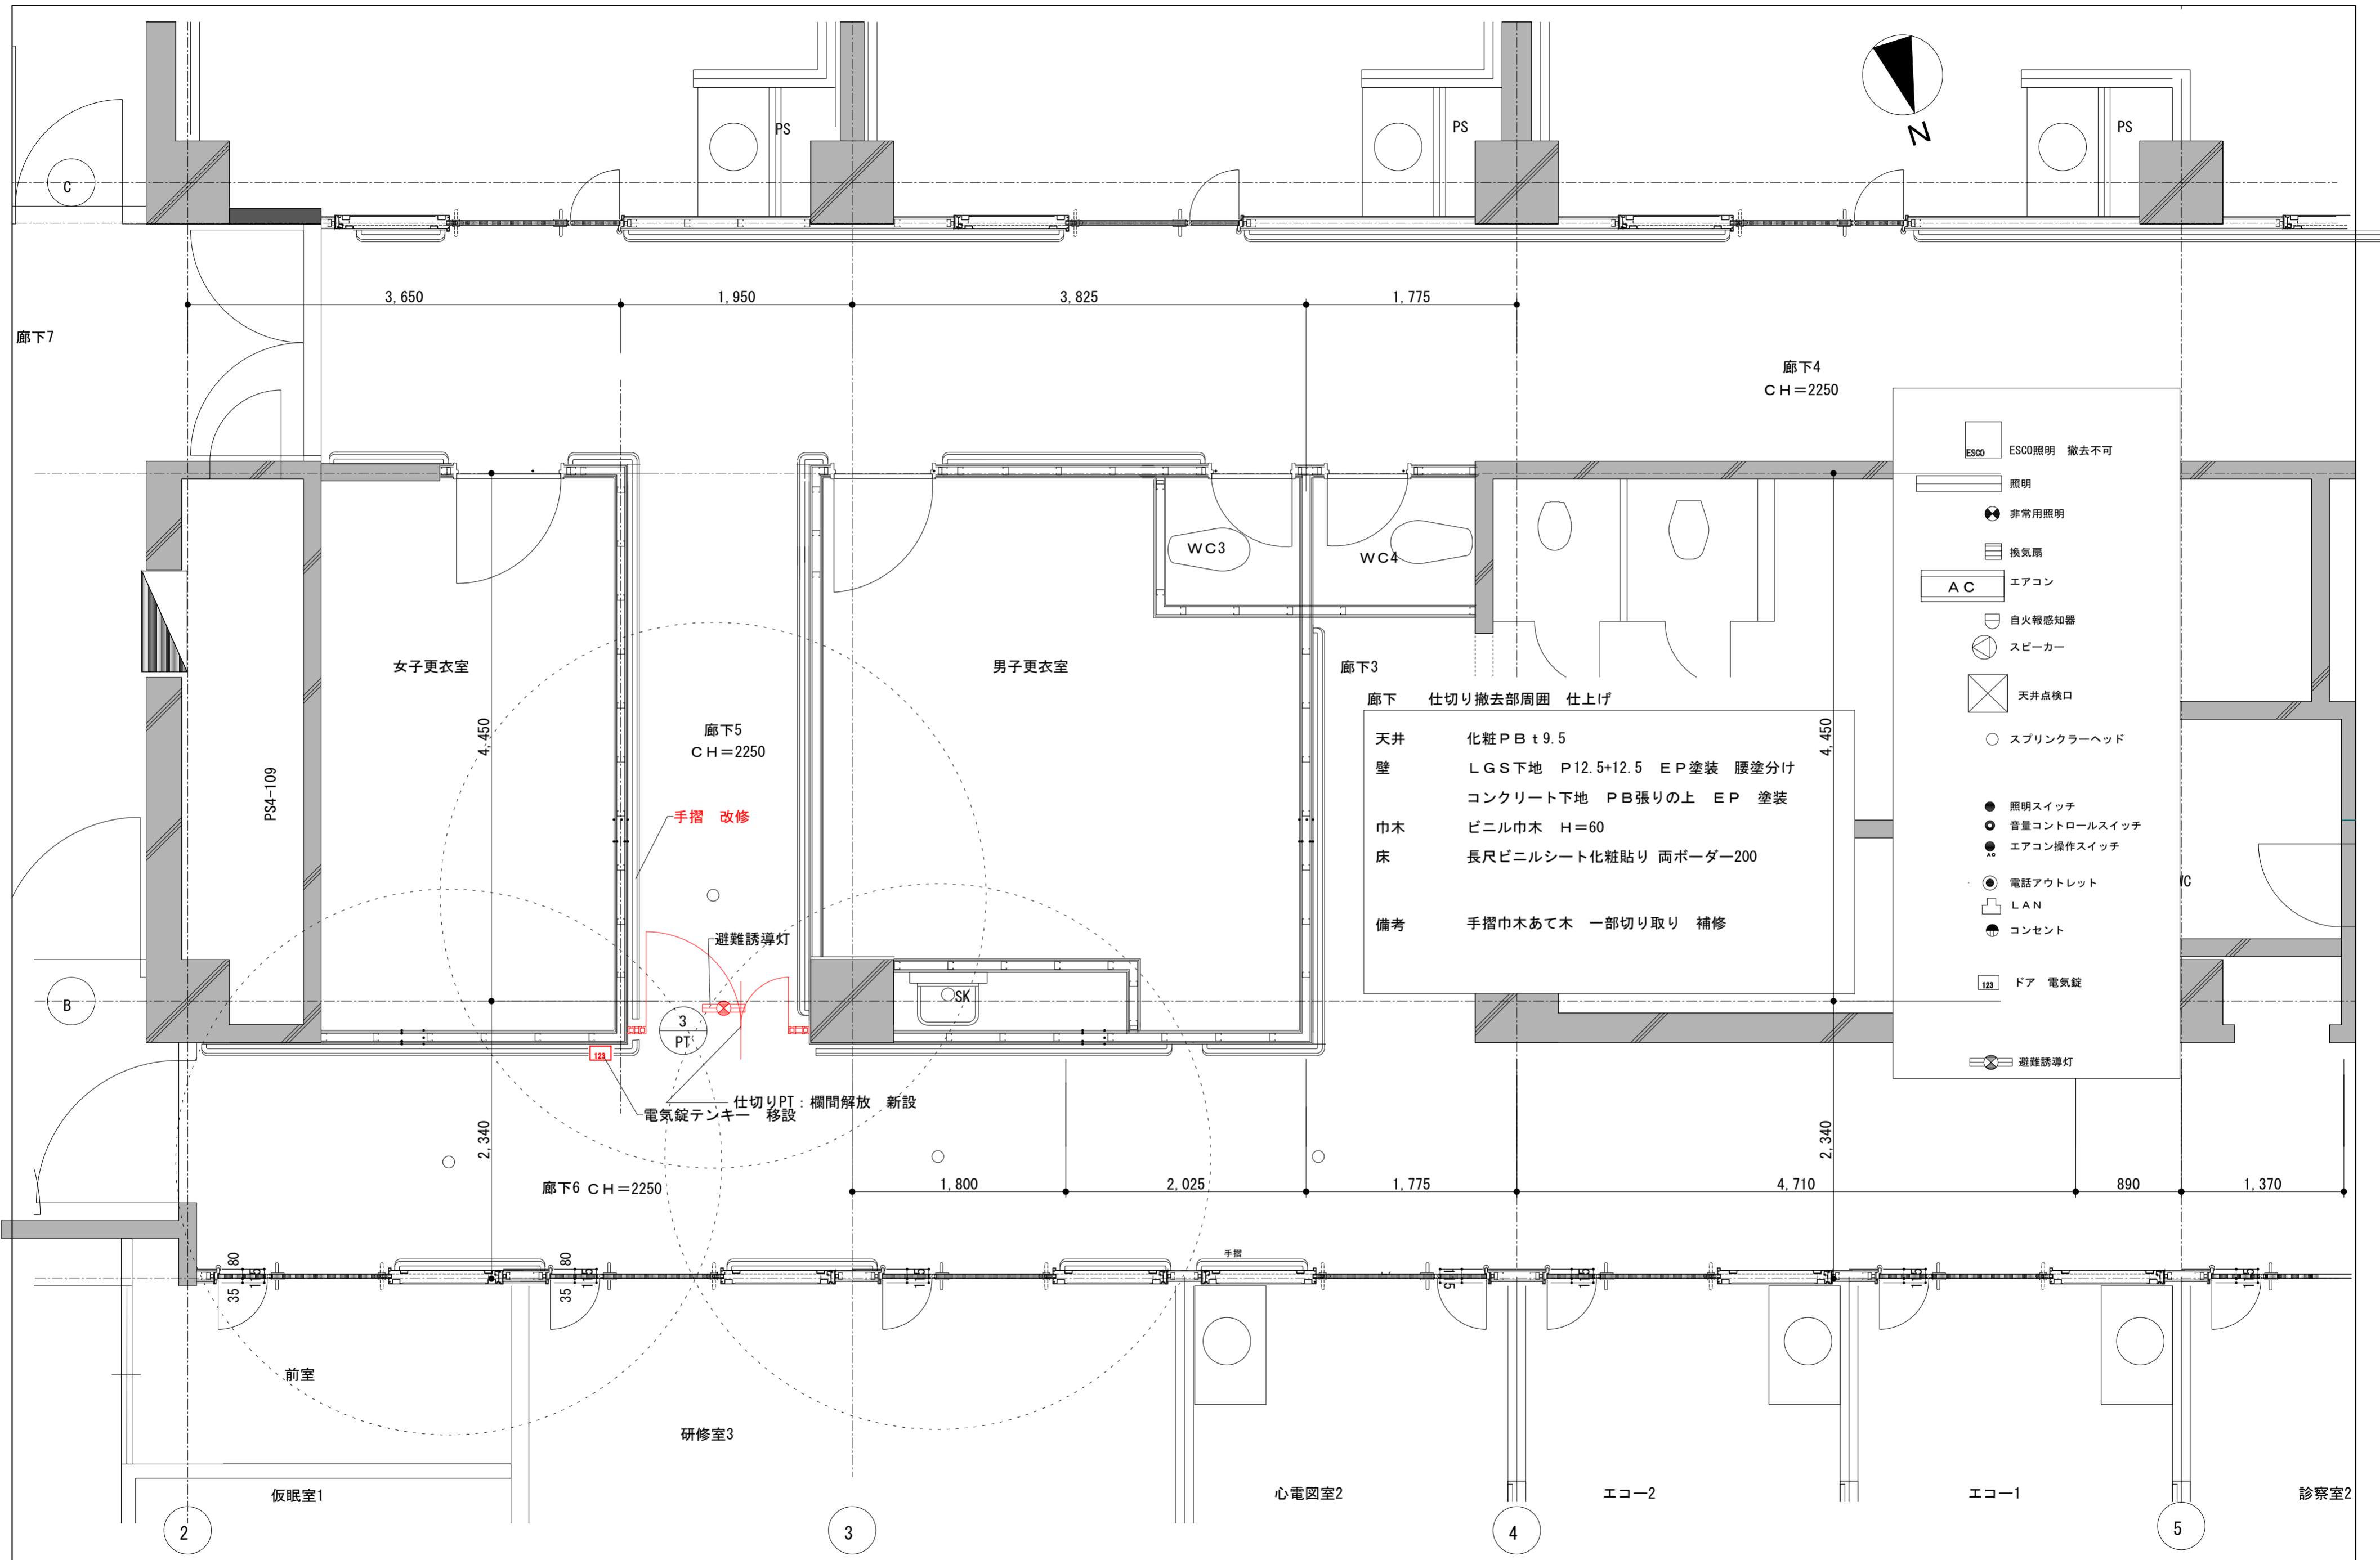 C
PS
PS
PS
N
3,650
1,950
3,825
1,775
廊下7
廊下4
CH=2250
ESCO
ESCO照明　撤去不可
照明
非常用照明
換気扇
AC
エアコン
自火報感知器
スピーカー
天井点検口
スプリンクラーヘッド
照明スイッチ
音量コントロールスイッチ
AC
エアコン操作スイッチ
電話アウトレット
LAN
コンセント
123
ドア　電気錠
避難誘導灯
WC3
WC4
女子更衣室
男子更衣室
廊下3
廊下5
CH=2250
4,450
4,450
PS4-109
手摺　改修
廊下　仕切り撤去部周囲　仕上げ
天井　化粧PBt9.5
壁　LGS下地　P12.5+12.5　EP塗装　腰塗分け
コンクリート下地　PB張りの上　EP　塗装
巾木　ビニル巾木　H=60
床　長尺ビニルシート化粧貼り 両ボーダー200
備考　手摺巾木あて木　一部切り取り　補修
避難誘導灯
B
SK
3
PT
123
仕切りPT：欄間解放　新設
電気錠テンキー　移設
2,340
2,340
廊下6 CH=2250
1,800
2,025
1,775
4,710
890
1,370
手摺
80
115
35
80
115
35
115
115
115
115
115
前室
研修室3
仮眠室1
心電図室2
エコー2
エコー1
診察室2
2
3
4
5